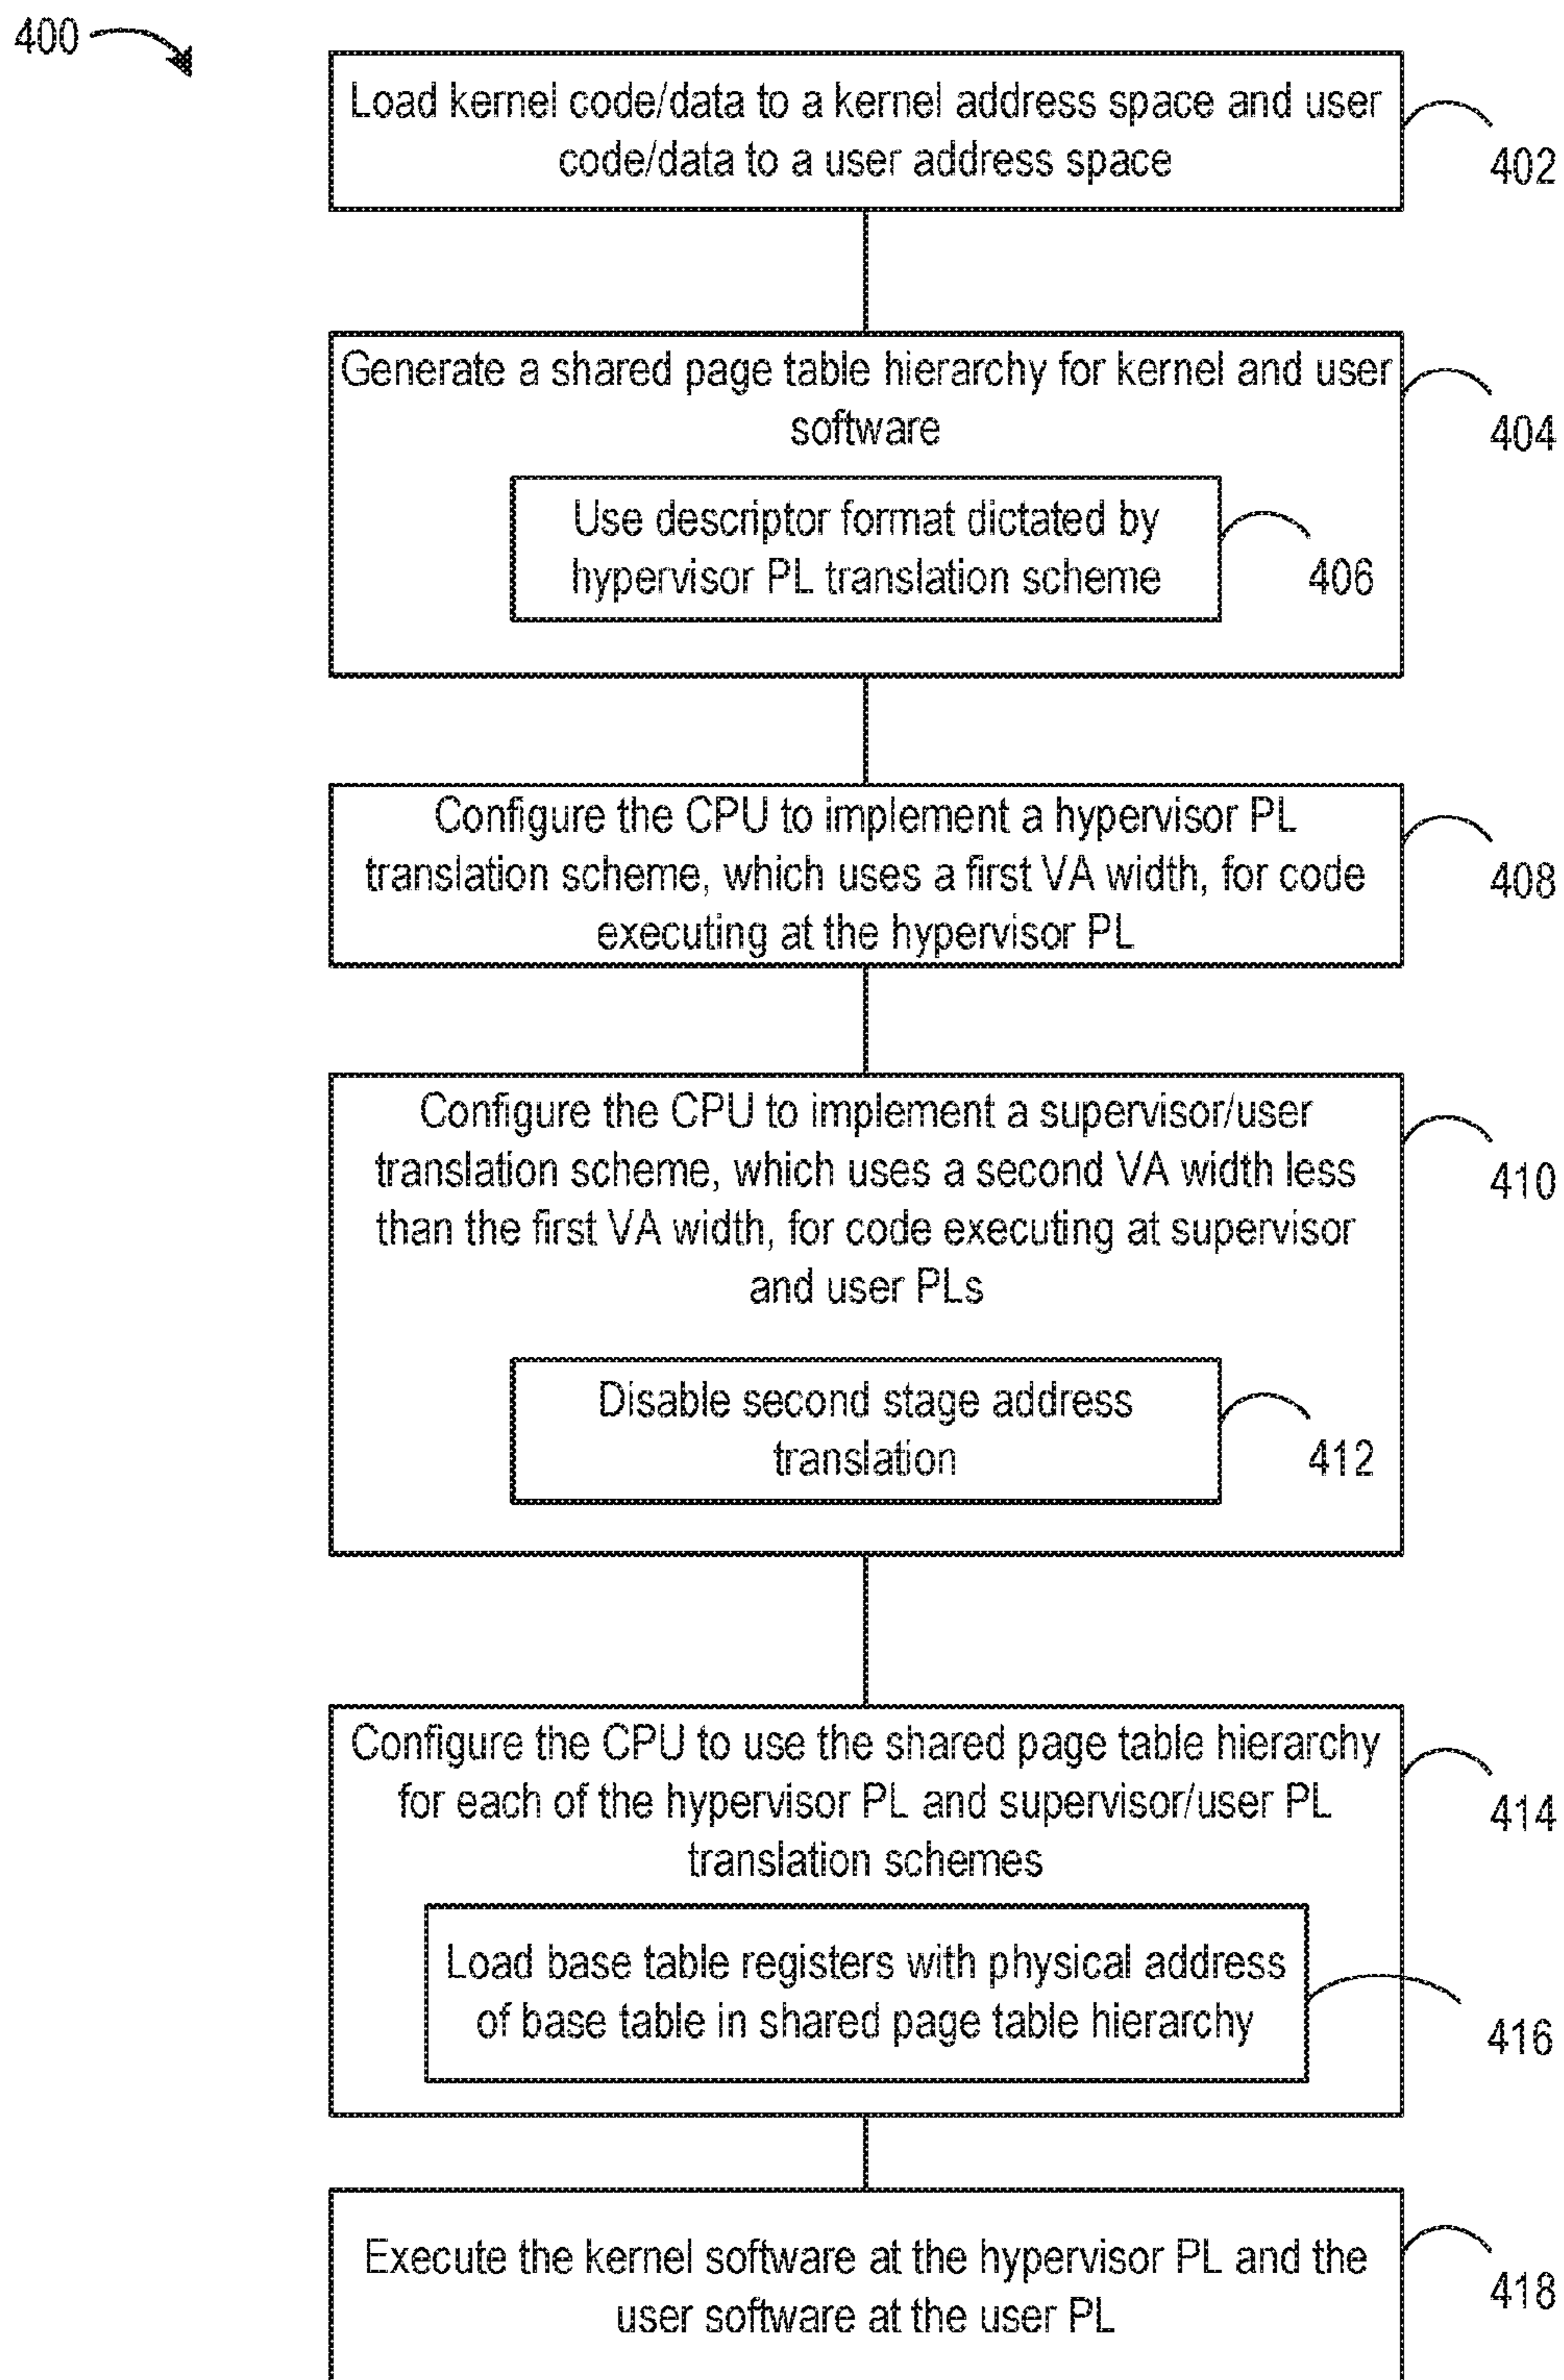 400
Load kernel code/data to a kernel address space and user
code/data to a user address space
402
Generate a shared page table hierarchy for kernel and user
software
404
Use descriptor format dictated by
hypervisor PL translation scheme
406
Configure the CPU to implement a hypervisor PL
translation scheme, which uses a first VA width, for code
executing at the hypervisor PL
408
Configure the CPU to implement a supervisor/user
translation scheme, which uses a second VA width less
than the first VA width, for code executing at supervisor
and user PLs
410
Disable second stage address
translation
412
Configure the CPU to use the shared page table hierarchy
for each of the hypervisor PL and supervisor/user PL
translation schemes
414
Load base table registers with physical address
of base table in shared page table hierarchy
416
Execute the kernel software at the hypervisor PL and the
user software at the user PL
418